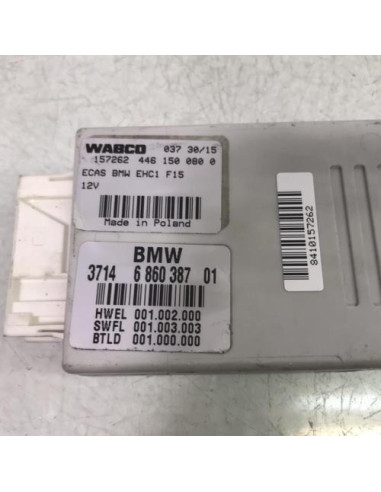 WABCO 037 30/15
157262 446 150 080 0
ECAS BMW EHC1 F15
12V
Made in Poland
BMW
3714 6 860 387 01
HWEL 001.002.000
SWFL 001.003.003
BTLD 001.000.000
8410157262